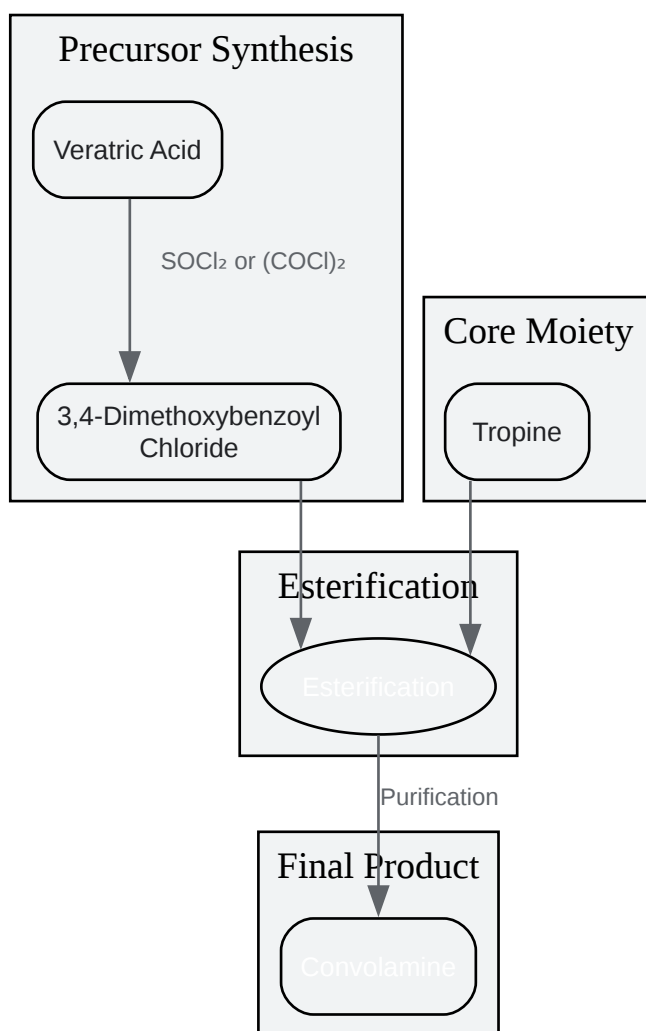 Precursor Synthesis
Veratric Acid
SOCl₂ or (COCl)₂
Core Moiety
3,4-Dimethoxybenzoyl
Chloride
Tropine
Esterification
Esterification
Purification
Final Product
Convolamine